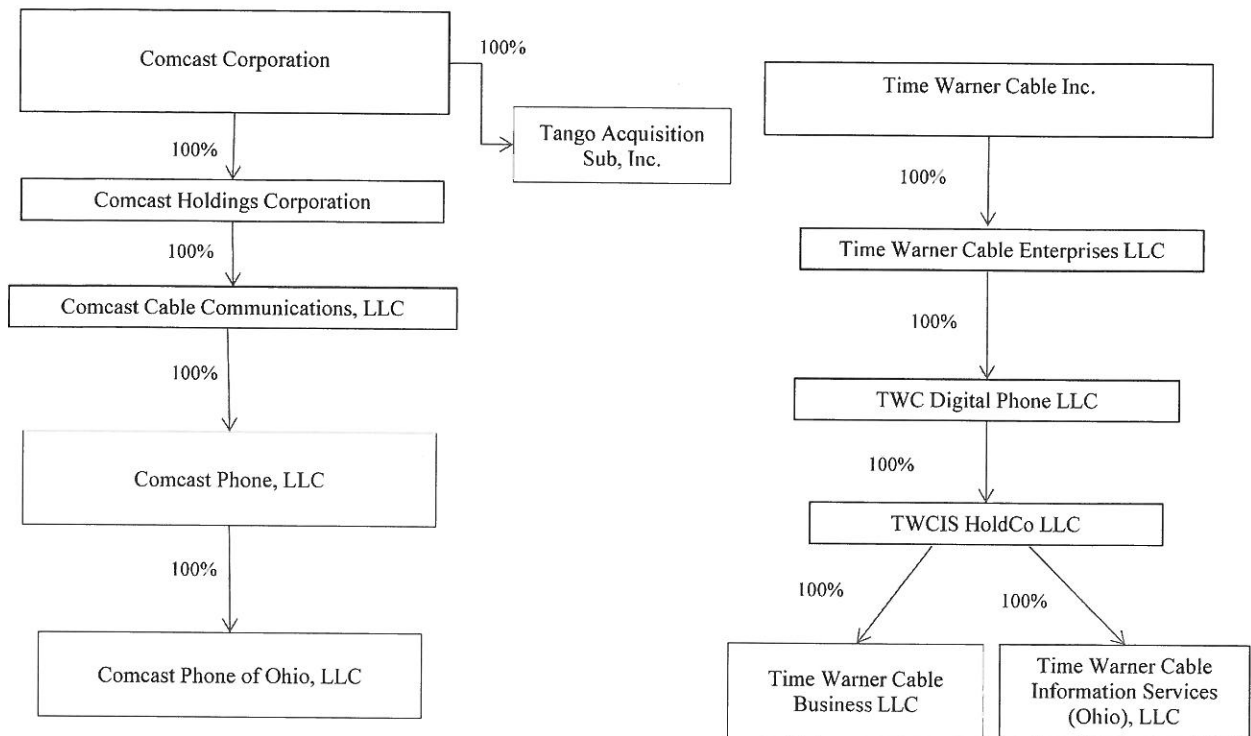 Comcast Corporation
100%
Tango Acquisition
Sub, Inc.
100%
Comcast Holdings Corporation
100%
Comcast Cable Communications, LLC
100%
Comcast Phone, LLC
100%
Comcast Phone of Ohio, LLC
Time Warner Cable Inc.
100%
Time Warner Cable Enterprises LLC
100%
TWC Digital Phone LLC
100%
TWCIS HoldCo LLC
100%
100%
Time Warner Cable
Business LLC
Time Warner Cable
Information Services
(Ohio), LLC